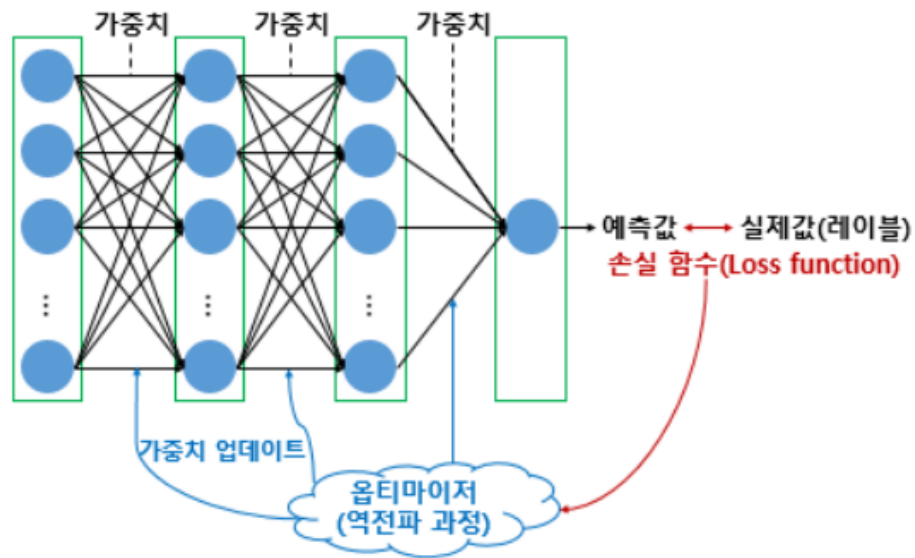 가중치 가중치 가중치
예측값 실제값(레이블)
손실 함수(Loss function)
... ... ...
가중치 업데이트
옵티마이저
(역전파 과정)